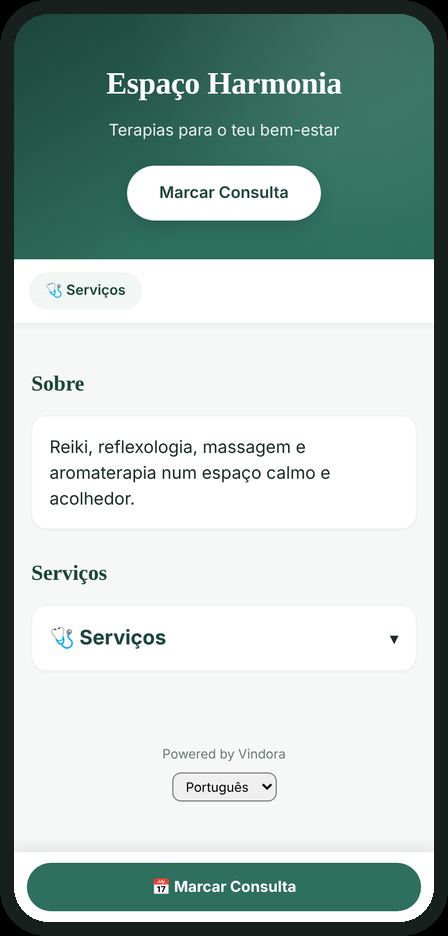 Espaço Harmonia
Terapias para o teu bem-estar
Marcar Consulta
🩺 Serviços
Sobre
Reiki, reflexologia, massagem e
aromaterapia num espaço calmo e
acolhedor.
Serviços
🩺 Serviços ▾
Powered by Vindora
Português
📅 Marcar Consulta